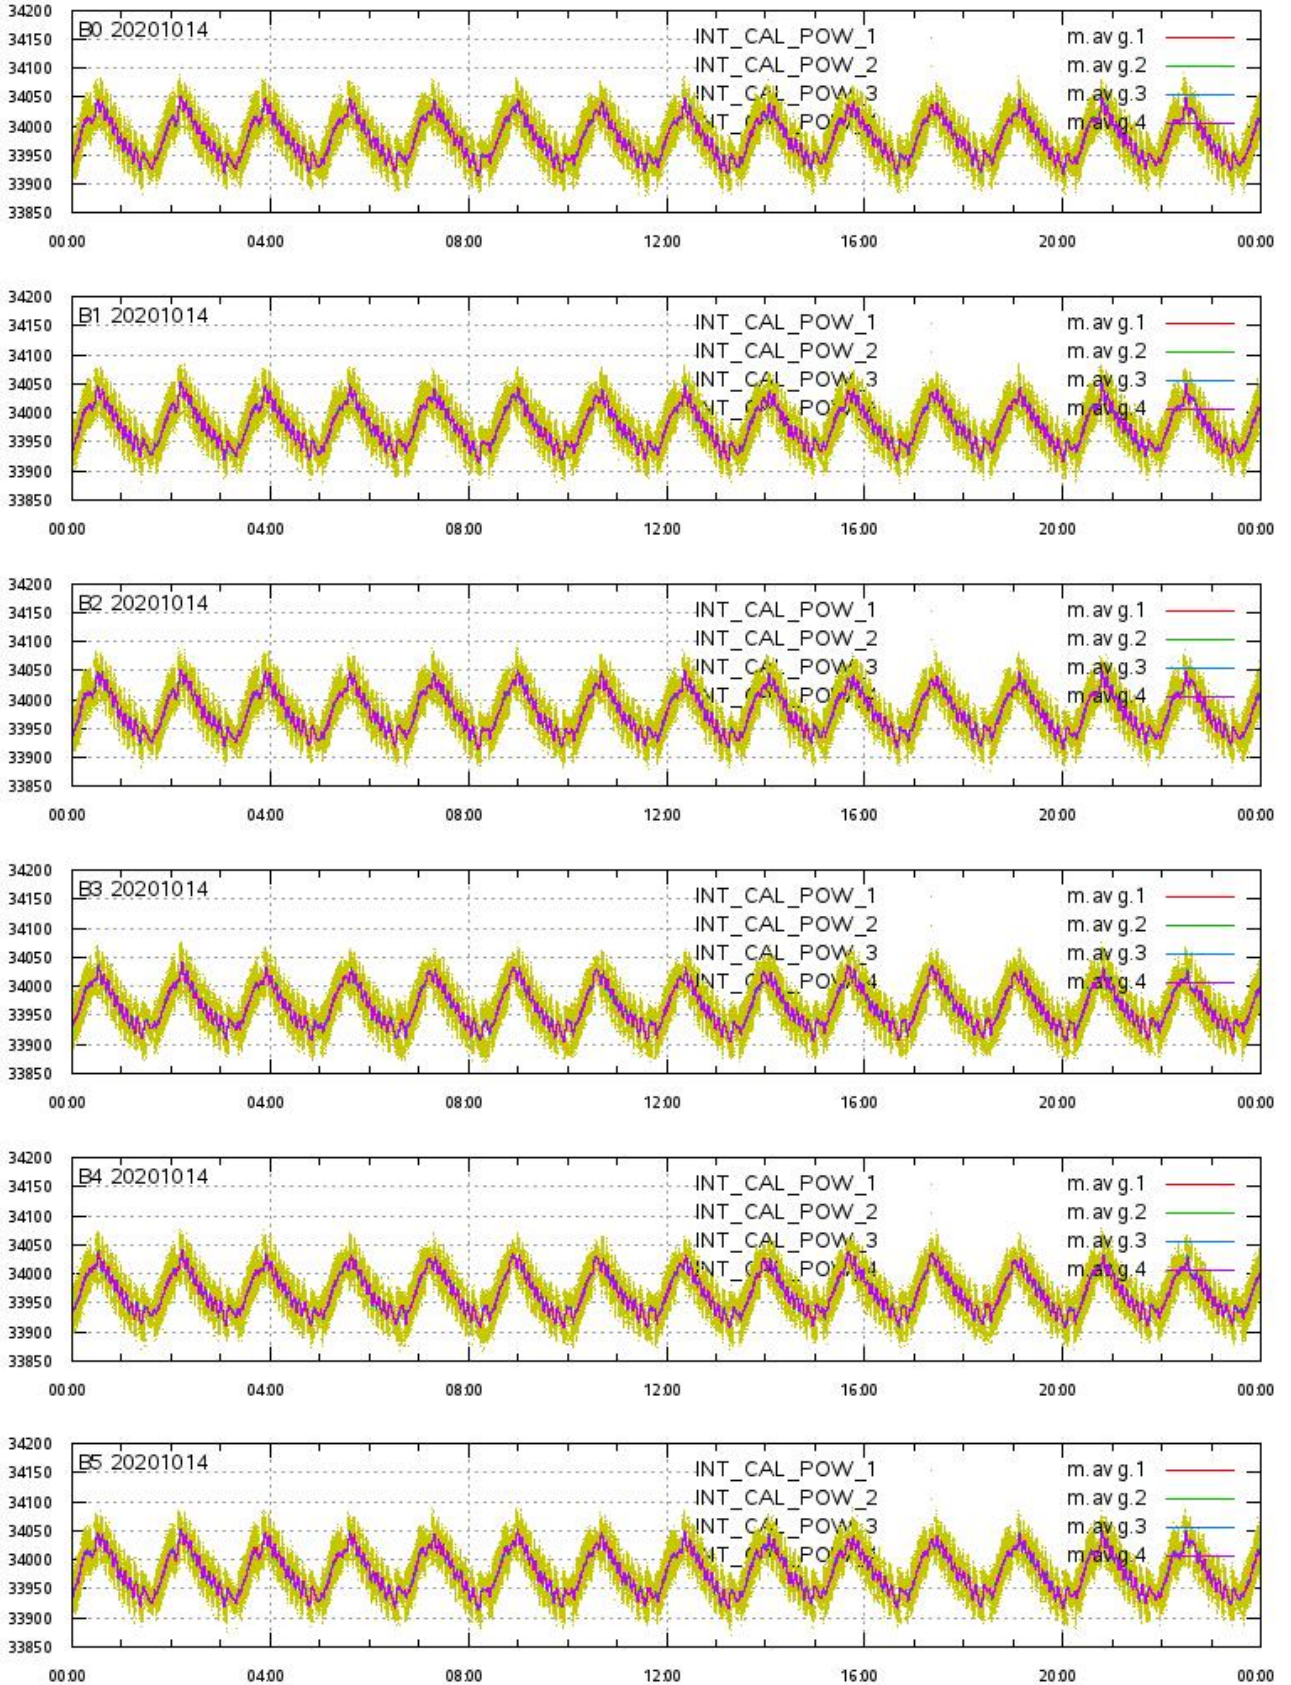 34200
B0 20201014 INT_CAL_POW_1 m.avg.1
34150
INT_CAL_POW_2 m.avg.2
34100
INT_CAL_POW_3 m.avg.3
34050
INT_CAL_POW_4 m.avg.4
34000
33950
33900
33850
00:00 04:00 08:00 12:00 16:00 20:00 00:00
34200
B1 20201014 INT_CAL_POW_1 m.avg.1
34150
INT_CAL_POW_2 m.avg.2
34100
INT_CAL_POW_3 m.avg.3
34050
INT_CAL_POW_4 m.avg.4
34000
33950
33900
33850
00:00 04:00 08:00 12:00 16:00 20:00 00:00
34200
B2 20201014 INT_CAL_POW_1 m.avg.1
34150
INT_CAL_POW_2 m.avg.2
34100
INT_CAL_POW_3 m.avg.3
34050
INT_CAL_POW_4 m.avg.4
34000
33950
33900
33850
00:00 04:00 08:00 12:00 16:00 20:00 00:00
34200
B3 20201014 INT_CAL_POW_1 m.avg.1
34150
INT_CAL_POW_2 m.avg.2
34100
INT_CAL_POW_3 m.avg.3
34050
INT_CAL_POW_4 m.avg.4
34000
33950
33900
33850
00:00 04:00 08:00 12:00 16:00 20:00 00:00
34200
B4 20201014 INT_CAL_POW_1 m.avg.1
34150
INT_CAL_POW_2 m.avg.2
34100
INT_CAL_POW_3 m.avg.3
34050
INT_CAL_POW_4 m.avg.4
34000
33950
33900
33850
00:00 04:00 08:00 12:00 16:00 20:00 00:00
34200
B5 20201014 INT_CAL_POW_1 m.avg.1
34150
INT_CAL_POW_2 m.avg.2
34100
INT_CAL_POW_3 m.avg.3
34050
INT_CAL_POW_4 m.avg.4
34000
33950
33900
33850
00:00 04:00 08:00 12:00 16:00 20:00 00:00